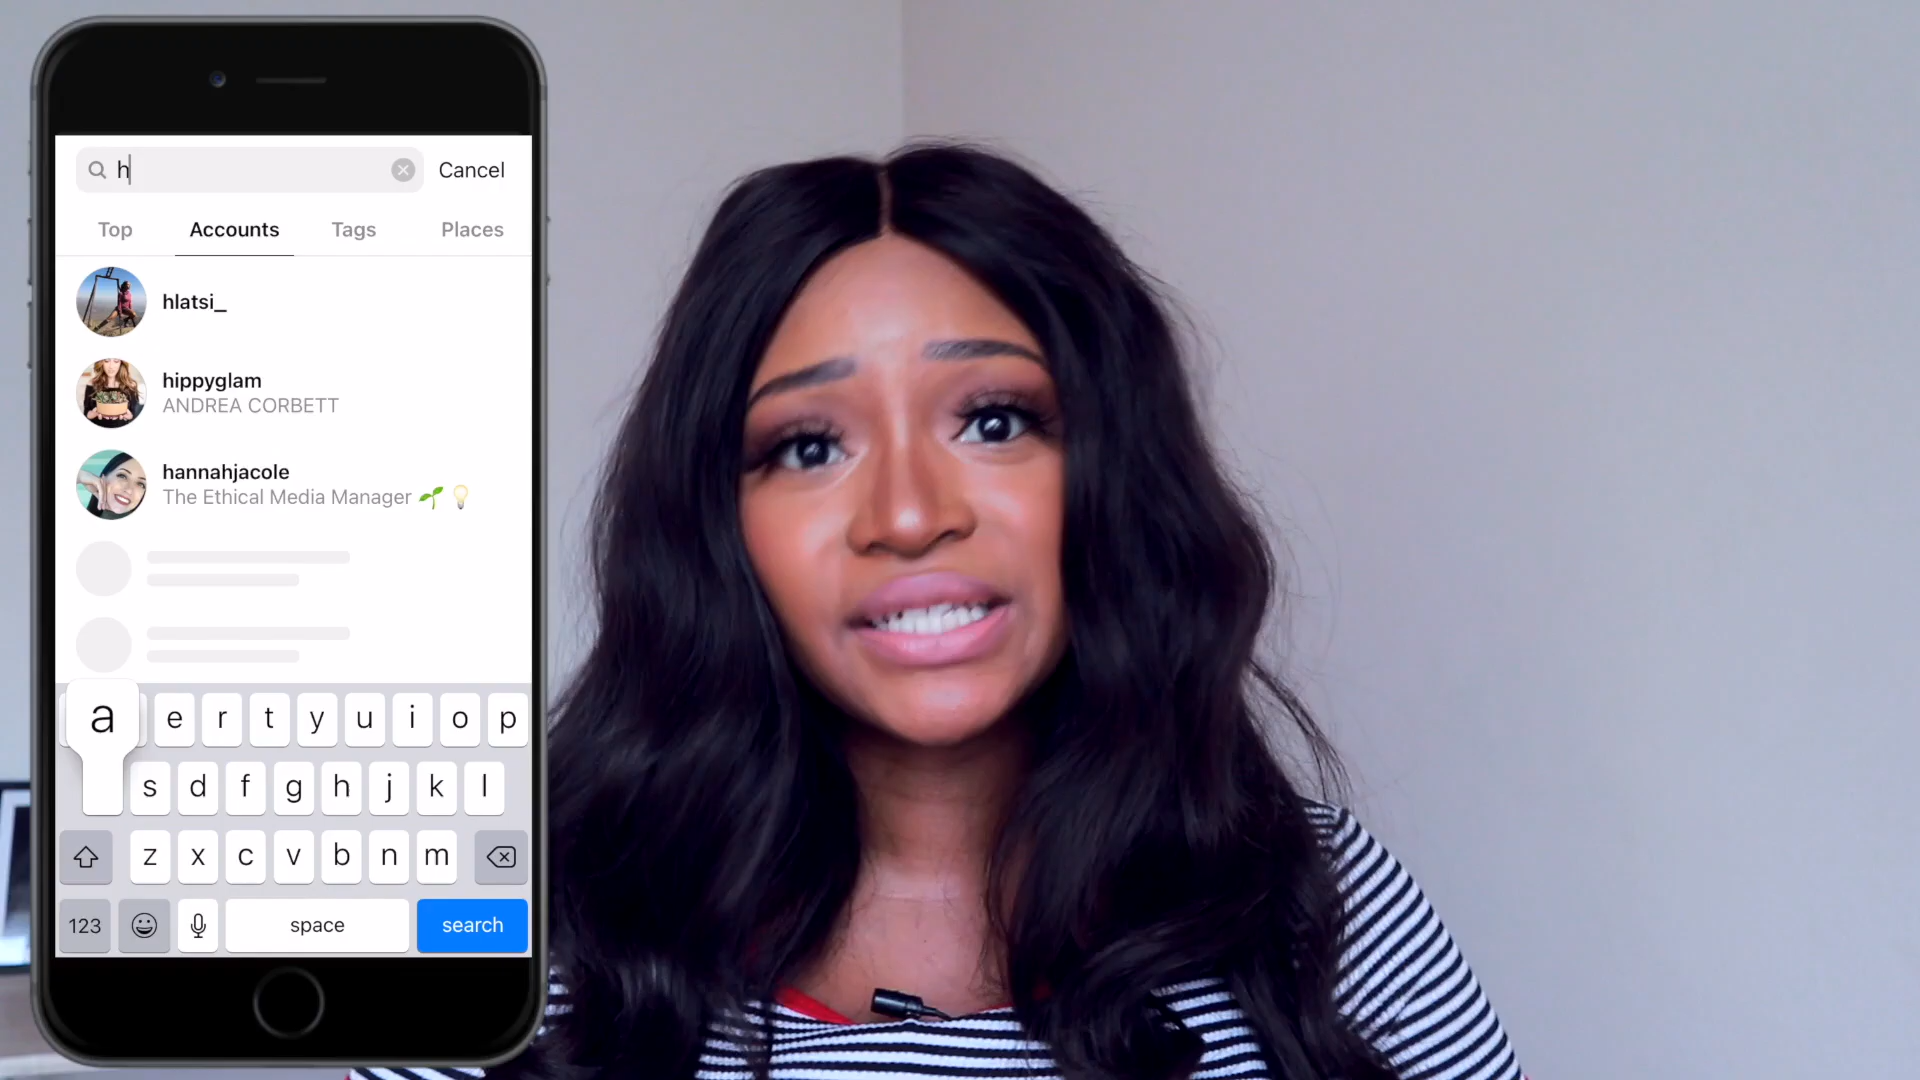 h
Cancel
Top Accounts Tags Places
hlatsi_
hippyglam
ANDREA CORBETT
hannahjacole
The Ethical Media Manager 🌱 💡
a e r t y u i o p
s d f g h j k l
z x c v b n m
123 space search